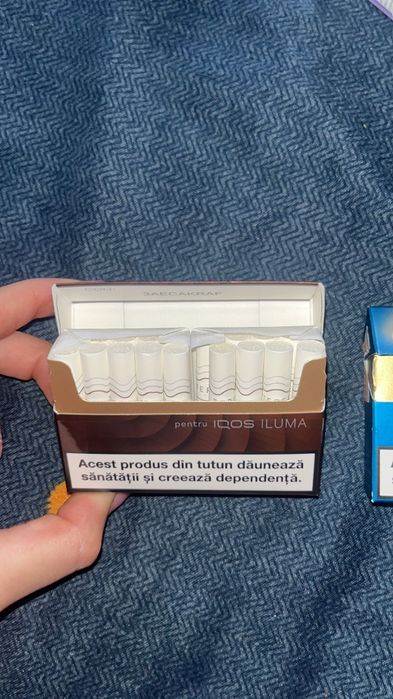 pentru IQOS ILUMA
Acest produs din tutun dăunează
sănătății și creează dependență.